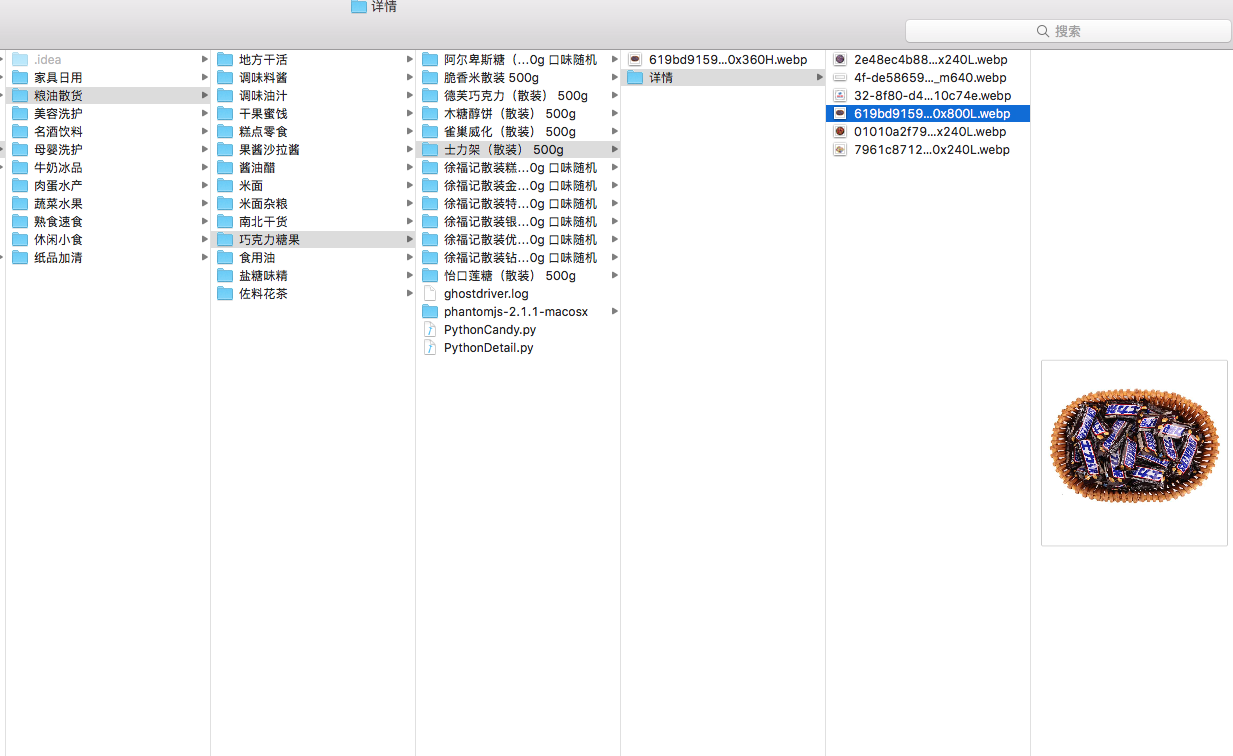 详情
搜索
.idea
家具日用
粮油散货
美容洗护
名酒饮料
母婴洗护
牛奶冰品
肉蛋水产
蔬菜水果
熟食速食
休闲小食
纸品加清
地方干活
调味料酱
调味油汁
干果蜜饯
糕点零食
果酱沙拉酱
酱油醋
米面
米面杂粮
南北干货
巧克力糖果
食用油
盐糖味精
佐料花茶
阿尔卑斯糖（...0g 口味随机
脆香米散装 500g
德芙巧克力（散装） 500g
木糖醇饼（散装） 500g
雀巢威化（散装） 500g
士力架（散装） 500g
徐福记散装糕...0g 口味随机
徐福记散装金...0g 口味随机
徐福记散装特...0g 口味随机
徐福记散装银...0g 口味随机
徐福记散装优...0g 口味随机
徐福记散装钻...0g 口味随机
怡口莲糖（散装） 500g
ghostdriver.log
phantomjs-2.1.1-macosx
PythonCandy.py
PythonDetail.py
619bd9159...0x360H.webp
详情
2e48ec4b88...x240L.webp
4f-de58659..._m640.webp
32-8f80-d4...10c74e.webp
619bd9159...0x800L.webp
01010a2f79...x240L.webp
7961c8712...0x240L.webp
士力架